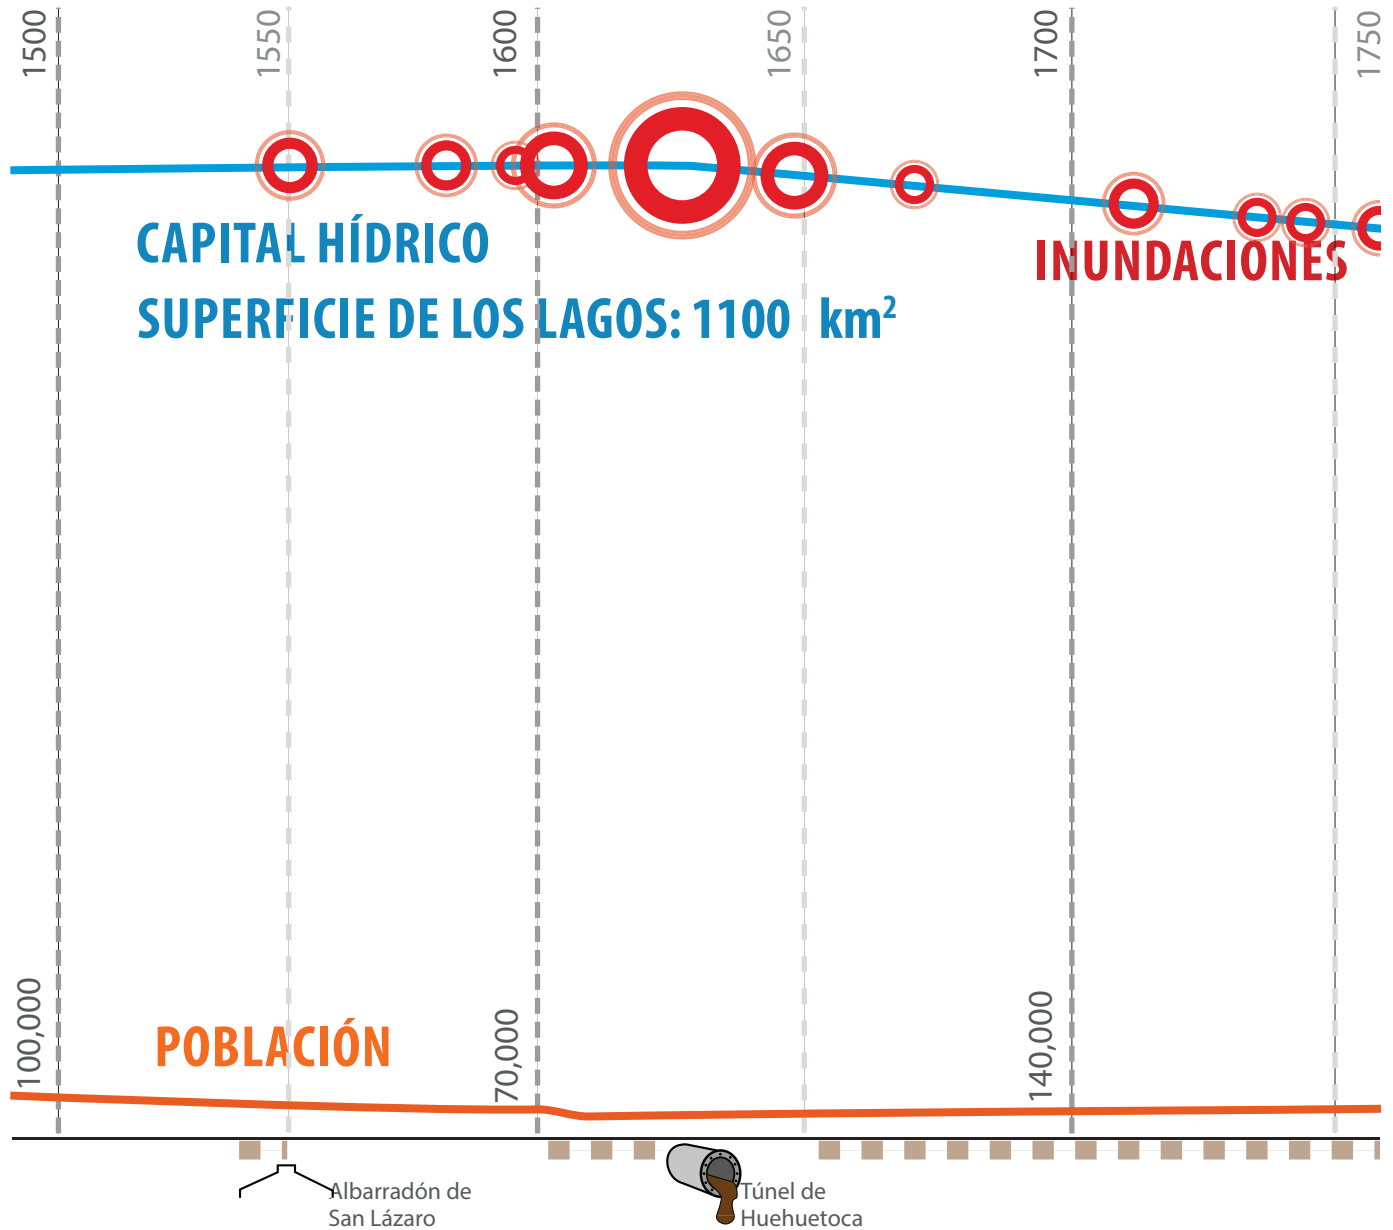 1500
1550
1600
1650
1700
1750
CAPITAL HÍDRICO
SUPERFICIE DE LOS LAGOS: 1100 km²
INUNDACIONES
100,000
70,000
140,000
POBLACIÓN
Albarradón de
San Lázaro
Túnel de
Huehuetoca